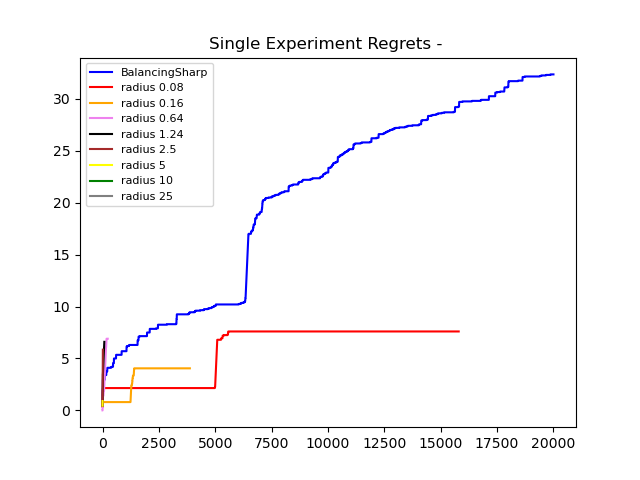 Single Experiment Regrets -
BalancingSharp
radius 0.08
radius 0.16
radius 0.64
radius 1.24
radius 2.5
radius 5
radius 10
radius 25
30
25
20
15
10
5
0
0 2500 5000 7500 10000 12500 15000 17500 20000